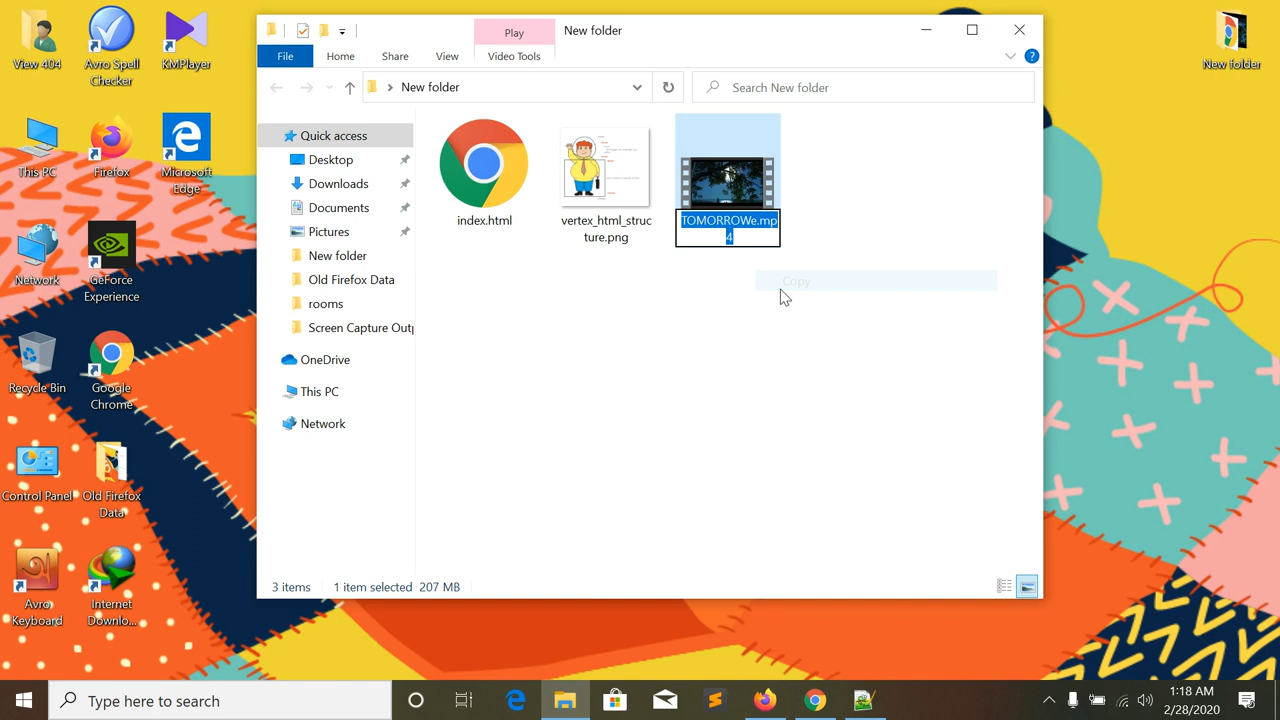 View 404
Avro Spell
Checker
KMPlayer
This PC
Firefox
Microsoft
Edge
Network
GeForce
Experience
Recycle Bin
Google
Chrome
Control Panel
Old Firefox
Data
Avro
Keyboard
Internet
Downlo...
New folder
Play
New folder
File
Home
Share
View
Video Tools
New folder
Search New folder
Quick access
Desktop
Downloads
Documents
Pictures
New folder
Old Firefox Data
rooms
Screen Capture Outp
OneDrive
This PC
Network
index.html
vertex_html_struc
ture.png
TOMORROWe.mp
4
Copy
3 items
1 item selected 207 MB
Type here to search
1:18 AM
2/28/2020